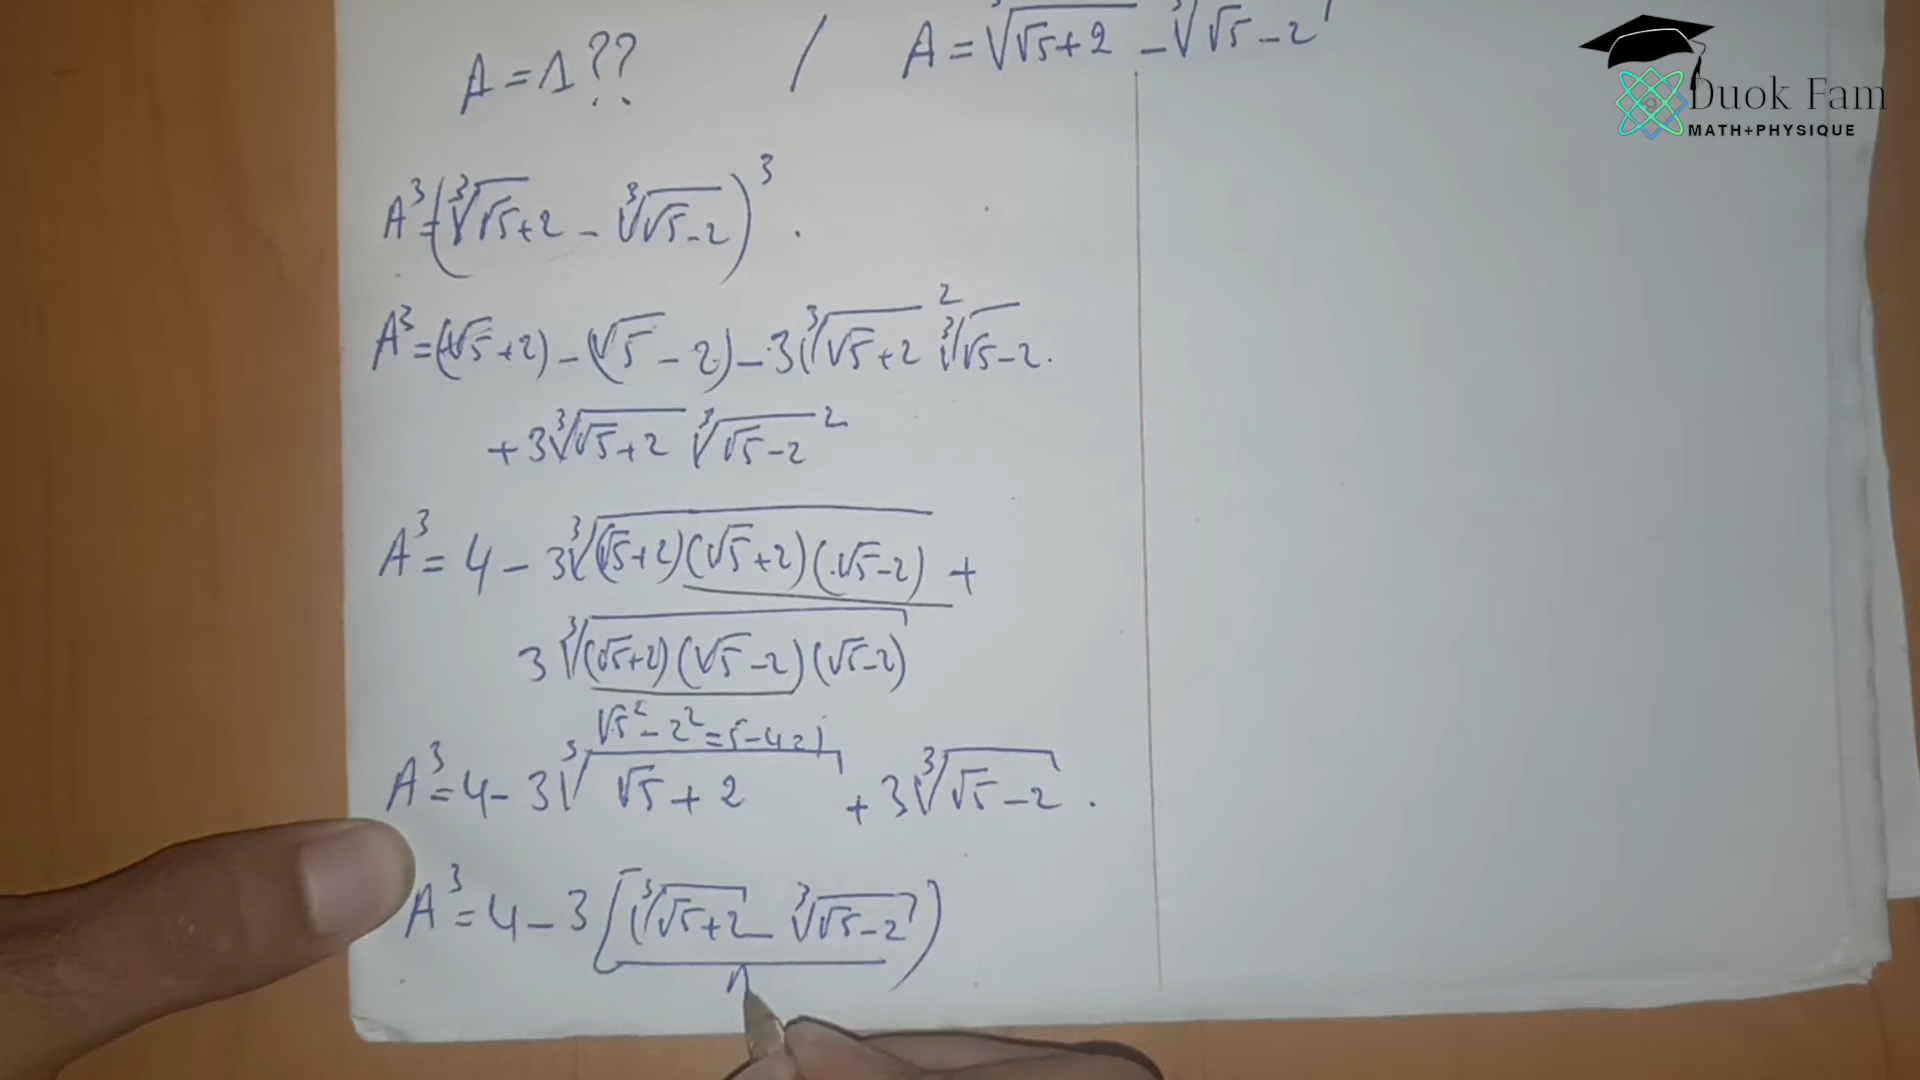 A = 1 ?? / A = ∛(√5+2) - ∛(√5-2)
Duok Fam
MATH+PHYSIQUE
A³ = (∛(√5+2) - ∛(√5-2))³ .
A³ = (√5+2) - (√5-2) - 3∛(√5+2)² ∛(√5-2) .
+ 3∛(√5+2) ∛(√5-2)²
A³ = 4 - 3∛((√5+2)(√5+2)(√5-2)) +
3∛((√5+2)(√5-2)(√5-2))
√5² - 2² = 5-4=1
A³ = 4 - 3∛(√5+2) + 3∛(√5-2) .
A³ = 4 - 3(∛(√5+2) - ∛(√5-2))